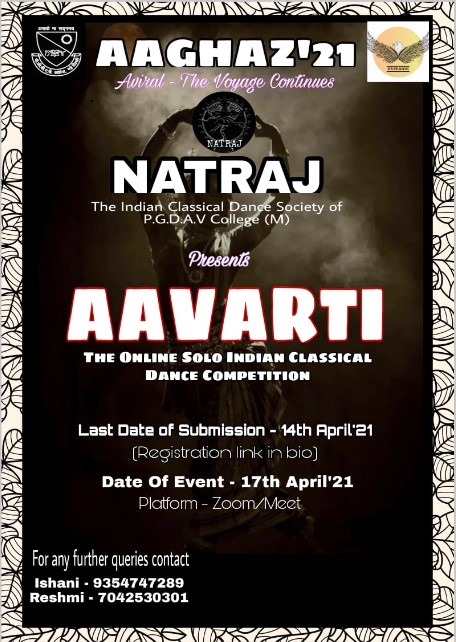 AAGHAZ'21
Aviral - The Voyage Continues
NATRAJ
NATRAJ
The Indian Classical Dance Society of
P.G.D.A.V College (M)
Presents
AAVARTI
The Online Solo Indian Classical
Dance Competition
Last Date of Submission - 14th April'21
(Registration link in bio)
Date Of Event - 17th April'21
Platform - Zoom/Meet
For any further queries contact
Ishani - 9354747289
Reshmi - 7042530301